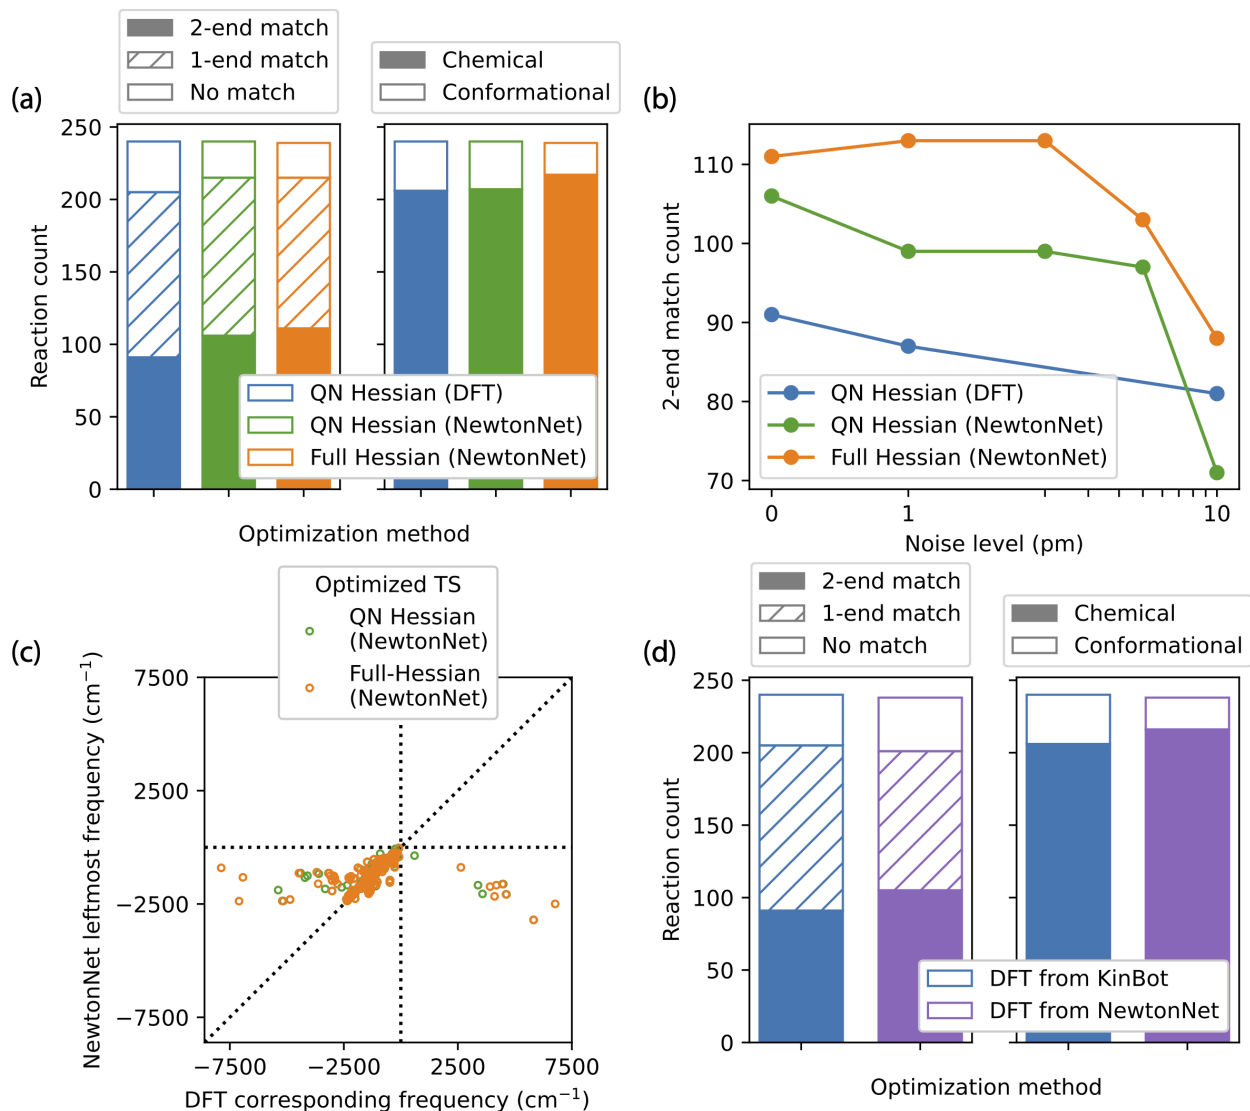 (a)
2-end match
1-end match
No match
Chemical
Conformational
250
200
150
100
50
0
Reaction count
QN Hessian (DFT)
QN Hessian (NewtonNet)
Full Hessian (NewtonNet)
Optimization method
(b)
110
100
90
80
70
2-end match count
QN Hessian (DFT)
QN Hessian (NewtonNet)
Full Hessian (NewtonNet)
0 1 10
Noise level (pm)
(c)
Optimized TS
QN Hessian
(NewtonNet)
Full-Hessian
(NewtonNet)
NewtonNet leftmost frequency (cm⁻¹)
7500
2500
−2500
−7500
−7500 −2500 2500 7500
DFT corresponding frequency (cm⁻¹)
(d)
2-end match
1-end match
No match
Chemical
Conformational
250
200
150
100
50
0
Reaction count
DFT from KinBot
DFT from NewtonNet
Optimization method